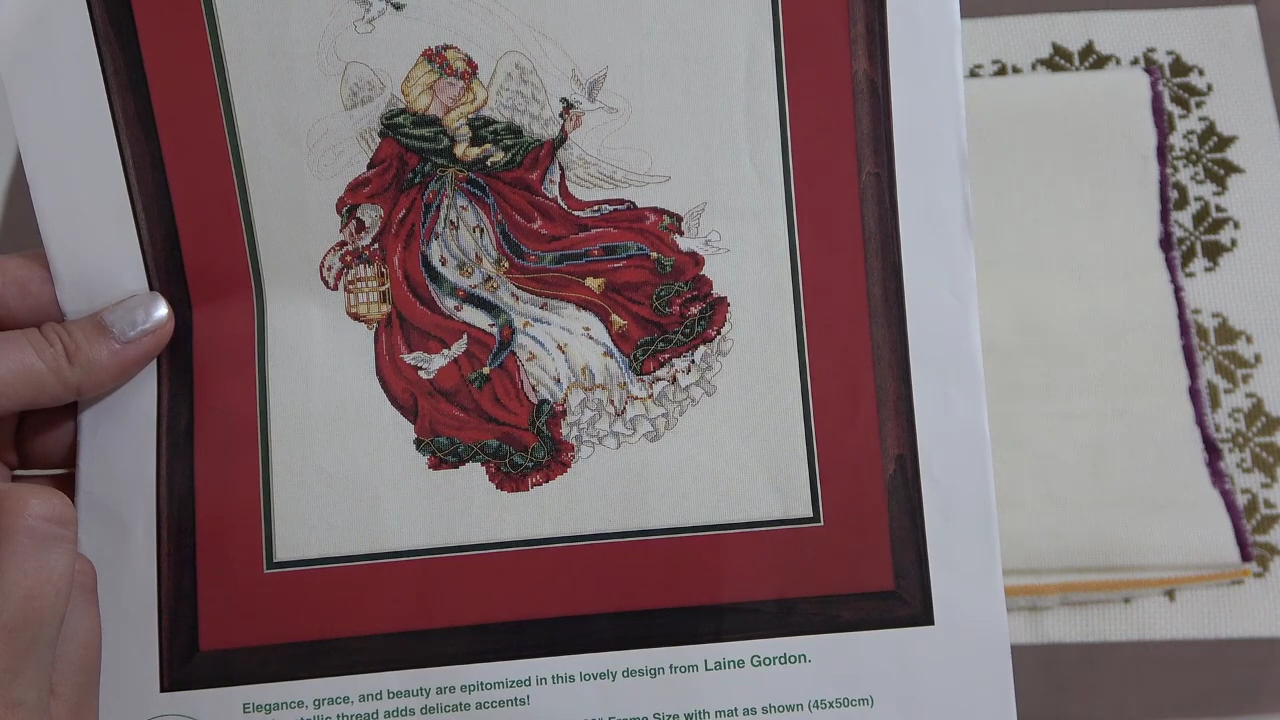 Elegance, grace, and beauty are epitomized in this lovely design from Laine Gordon.
thread adds delicate accents!
Frame Size with mat as shown (45x50cm)